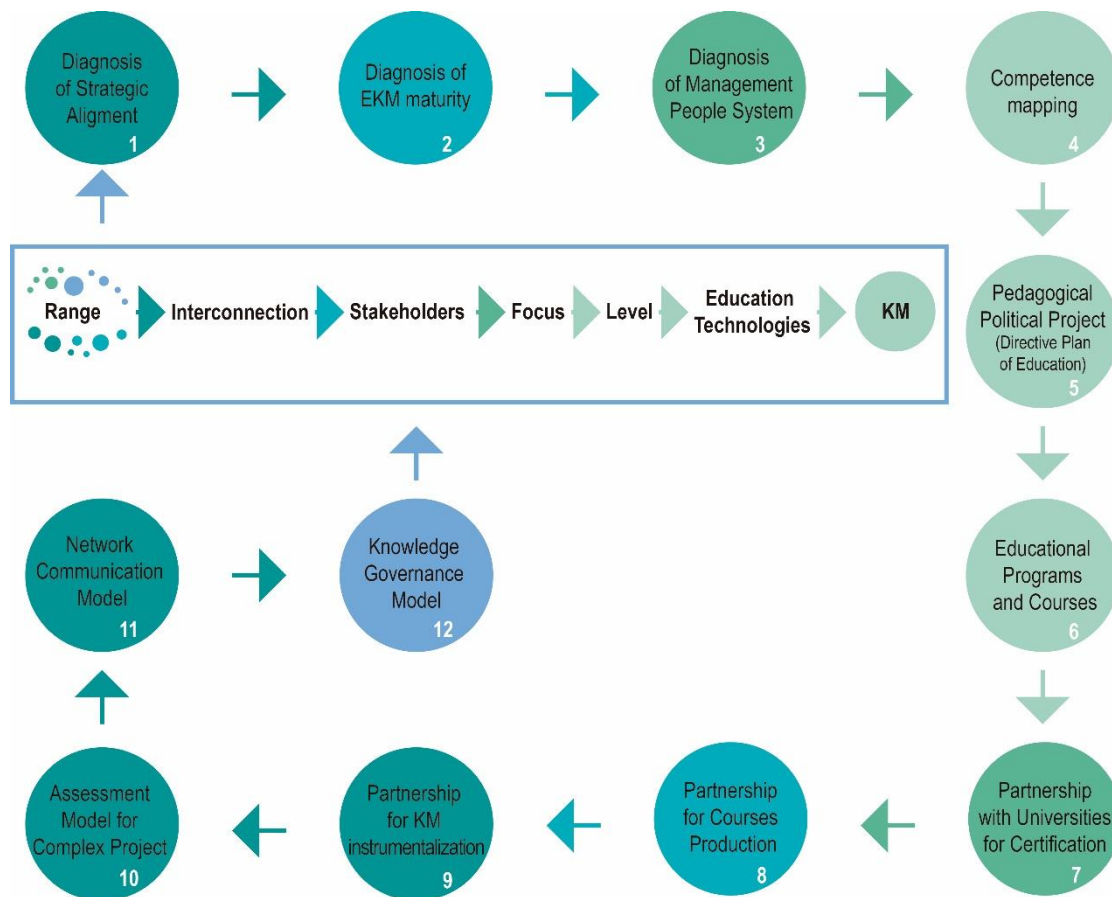 Diagnosis
of Strategic
Aligment
1
Diagnosis of
EKM maturity
2
Diagnosis
of Management
People System
3
Competence
mapping
4
Range
Interconnection
Stakeholders
Focus
Level
Education
Technologies
KM
Pedagogical
Political Project
(Directive Plan
of Education)
5
Network
Communication
Model
11
Knowledge
Governance
Model
12
Educational
Programs
and Courses
6
Assessment
Model for
Complex Project
10
Partnership
for KM
instrumentalization
9
Partnership
for Courses
Production
8
Partnership
with Universities
for Certification
7